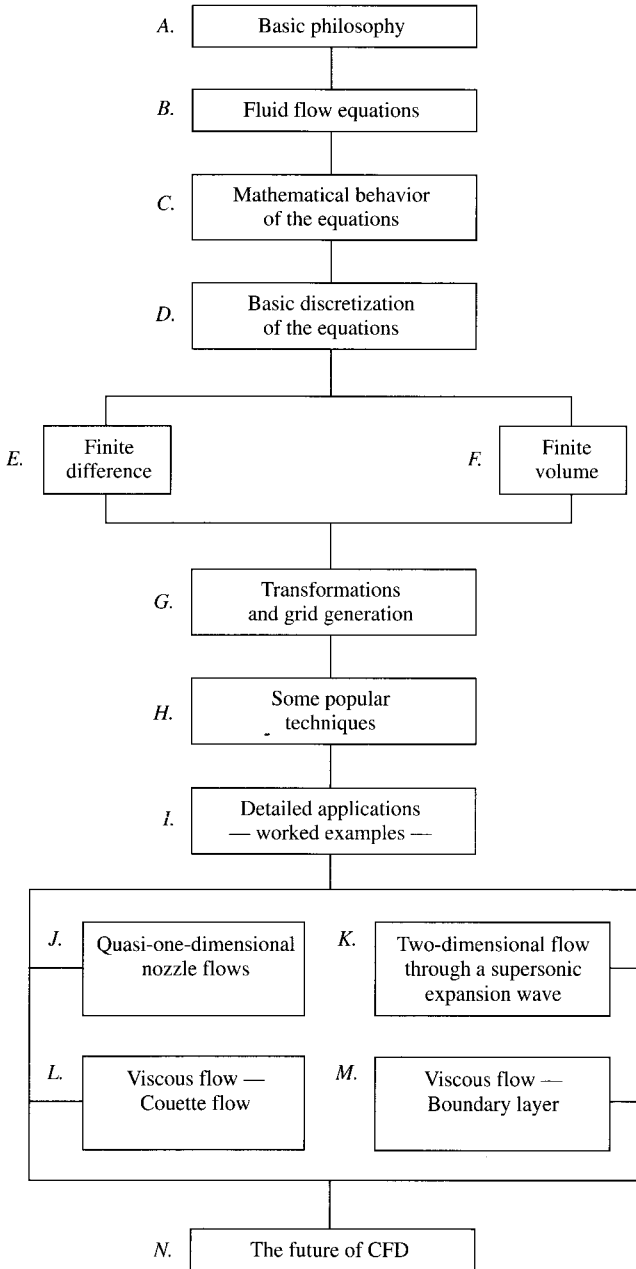 A. Basic philosophy
B. Fluid flow equations
C. Mathematical behavior
of the equations
D. Basic discretization
of the equations
E. Finite
difference
F. Finite
volume
G. Transformations
and grid generation
H. Some popular
techniques
I. Detailed applications
— worked examples —
J. Quasi-one-dimensional
nozzle flows
K. Two-dimensional flow
through a supersonic
expansion wave
L. Viscous flow —
Couette flow
M. Viscous flow —
Boundary layer
N. The future of CFD